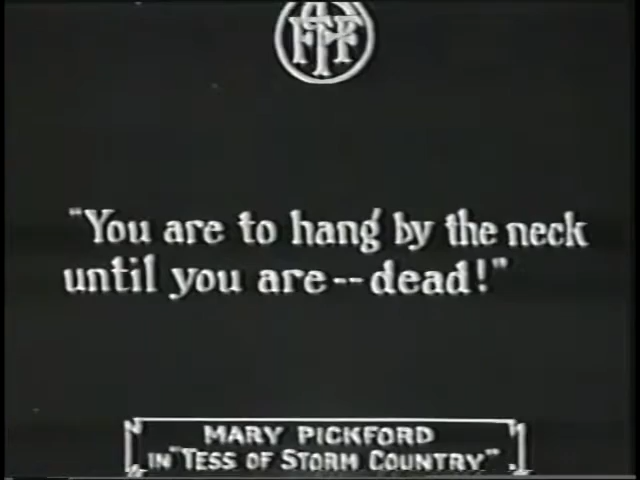 "You are to hang by the neck
until you are--dead!"
MARY PICKFORD
IN "TESS OF STORM COUNTRY"